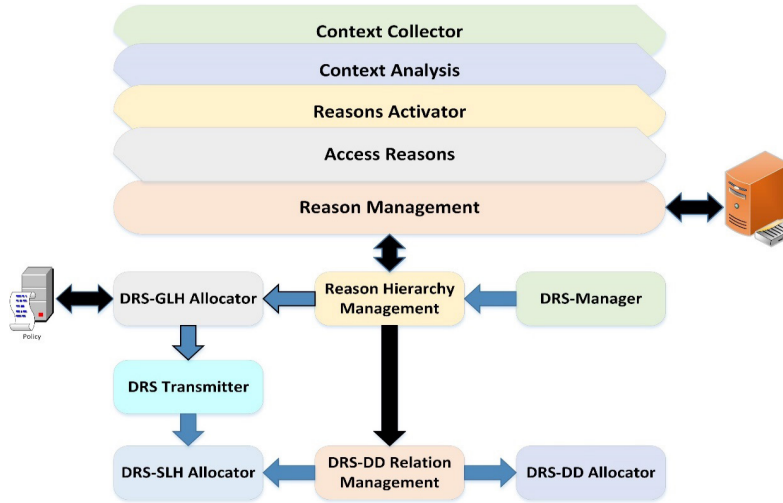 Context Collector
Context Analysis
Reasons Activator
Access Reasons
Reason Management
DRS-GLH Allocator
Reason Hierarchy
Management
DRS-Manager
Policy
DRS Transmitter
DRS-SLH Allocator
DRS-DD Relation
Management
DRS-DD Allocator